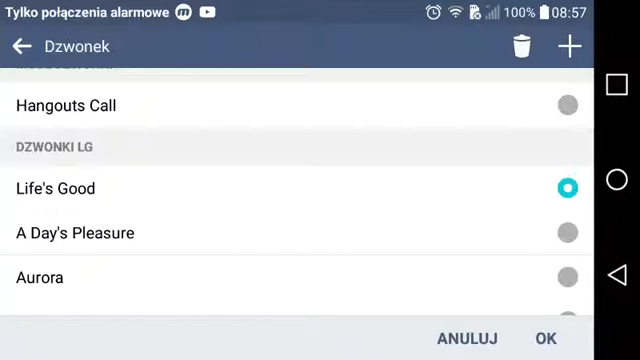 Tylko połączenia alarmowe 100% 08:57
Dzwonek
Hangouts Call
DZWONKI LG
Life's Good
A Day's Pleasure
Aurora
ANULUJ OK